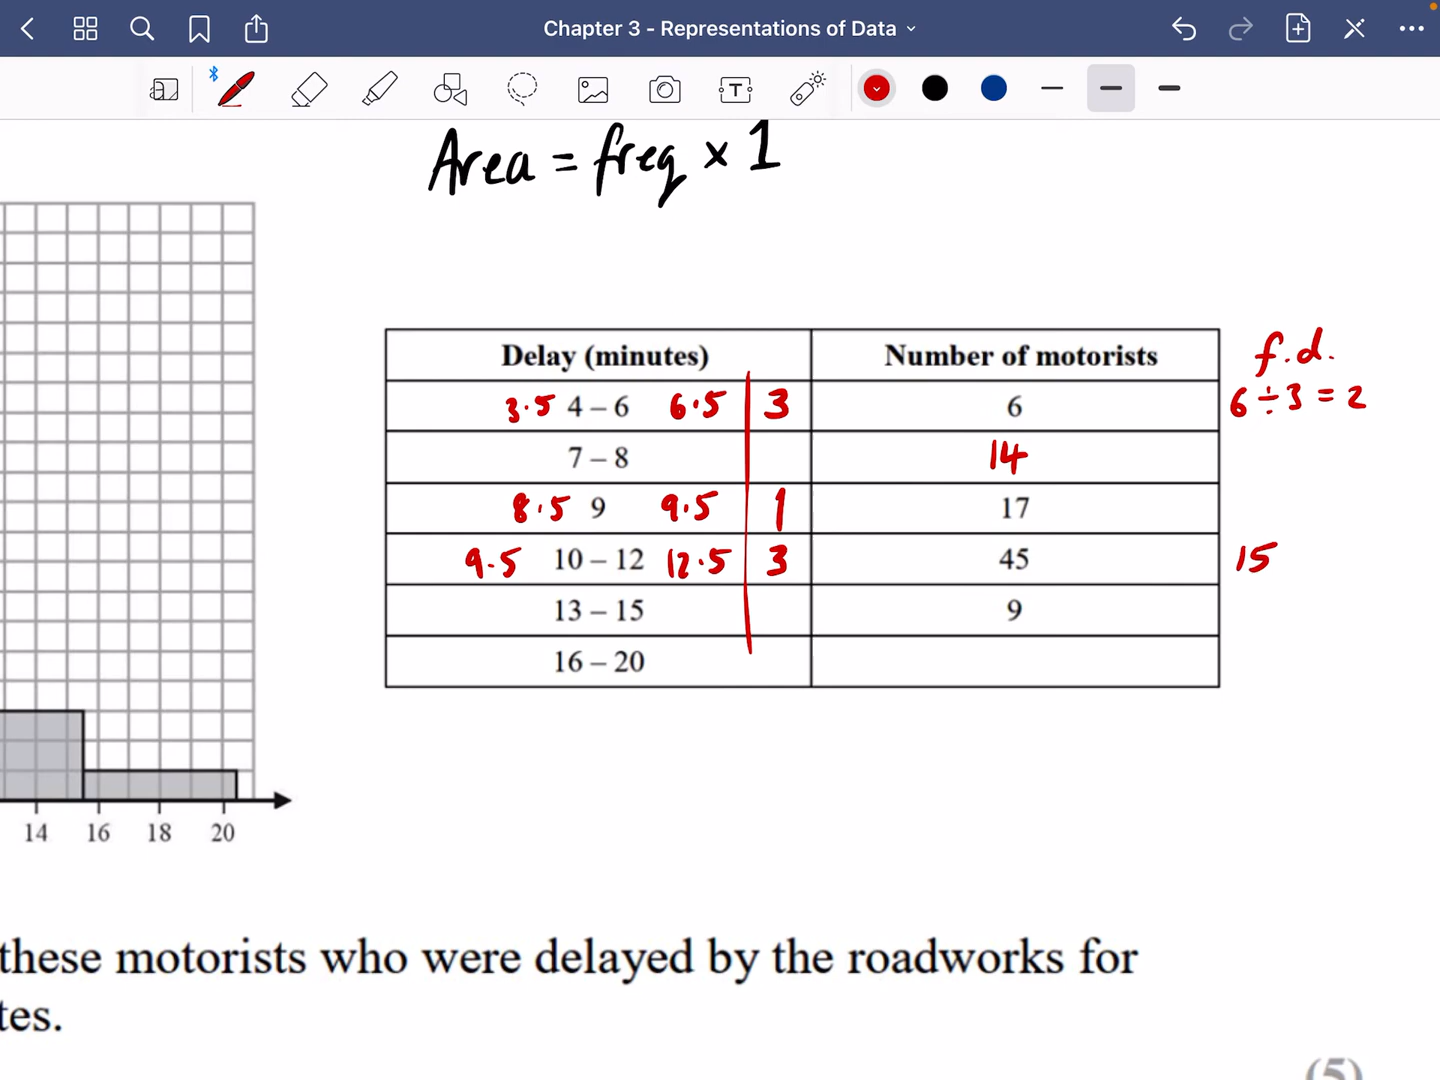 Chapter 3 - Representations of Data
Area = freq × 1
Delay (minutes) Number of motorists f.d.
3.5 4 – 6 6.5 3 6 6 ÷ 3 = 2
7 – 8 14
8.5 9 9.5 1 17
9.5 10 – 12 12.5 3 45 15
13 – 15 9
16 – 20
14 16 18 20
these motorists who were delayed by the roadworks for
tes.
(5)